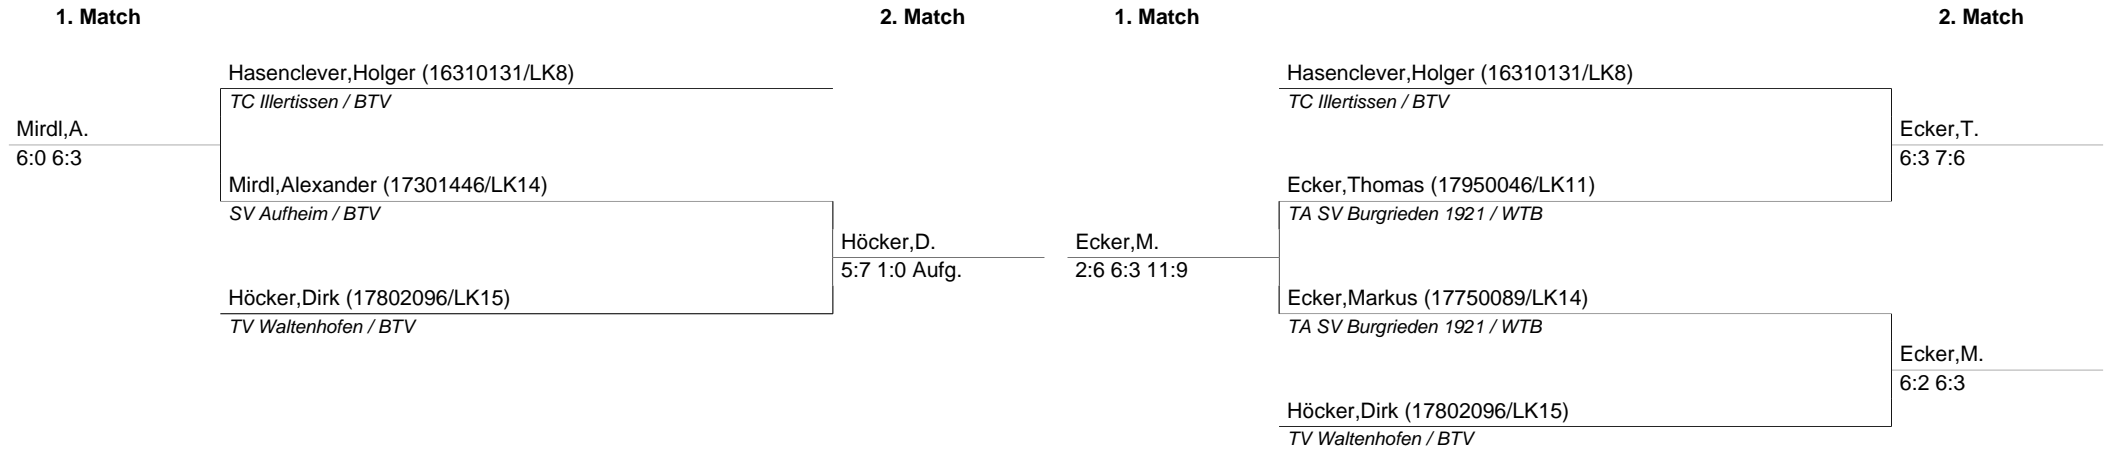 1. Match
2. Match
1. Match
2. Match
Hasenclever,Holger (16310131/LK8)
TC Illertissen / BTV
Mirdl,A.
6:0 6:3
Mirdl,Alexander (17301446/LK14)
SV Aufheim / BTV
Höcker,D.
5:7 1:0 Aufg.
Höcker,Dirk (17802096/LK15)
TV Waltenhofen / BTV
Hasenclever,Holger (16310131/LK8)
TC Illertissen / BTV
Ecker,T.
6:3 7:6
Ecker,Thomas (17950046/LK11)
TA SV Burgrieden 1921 / WTB
Ecker,M.
2:6 6:3 11:9
Ecker,Markus (17750089/LK14)
TA SV Burgrieden 1921 / WTB
Ecker,M.
6:2 6:3
Höcker,Dirk (17802096/LK15)
TV Waltenhofen / BTV